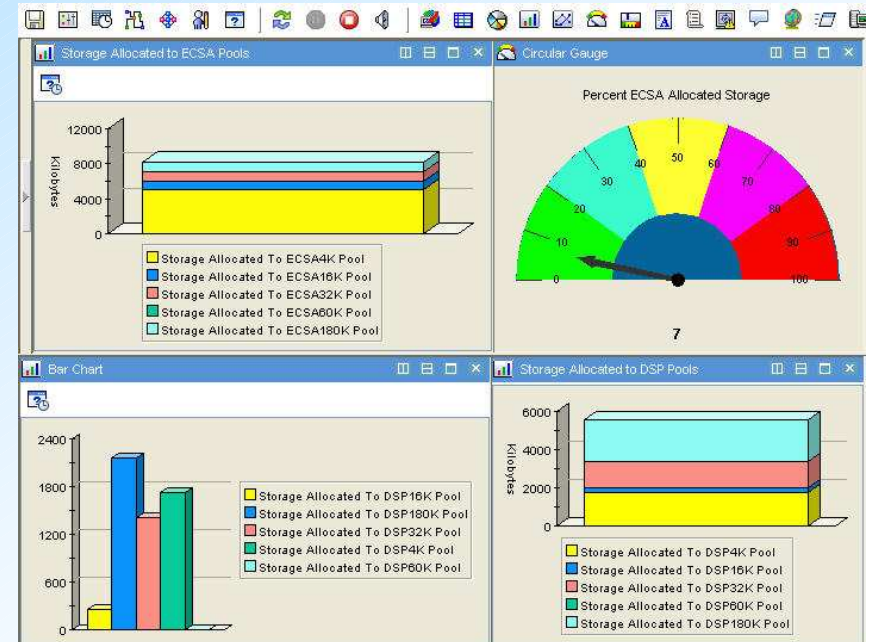 Storage Allocated to ECSA Pools
Circular Gauge
12000
8000
4000
0
Kilobytes
Storage Allocated To ECSA4K Pool
Storage Allocated To ECSA16K Pool
Storage Allocated To ECSA32K Pool
Storage Allocated To ECSA60K Pool
Storage Allocated To ECSA180K Pool
Percent ECSA Allocated Storage
0
10
20
30
40
50
60
70
80
90
100
7
Bar Chart
Storage Allocated to DSP Pools
2400
1800
1200
600
0
Storage Allocated To DSP16K Pool
Storage Allocated To DSP180K Pool
Storage Allocated To DSP32K Pool
Storage Allocated To DSP4K Pool
Storage Allocated To DSP60K Pool
6000
4000
2000
0
Kilobytes
Storage Allocated To DSP4K Pool
Storage Allocated To DSP16K Pool
Storage Allocated To DSP32K Pool
Storage Allocated To DSP60K Pool
Storage Allocated To DSP180K Pool